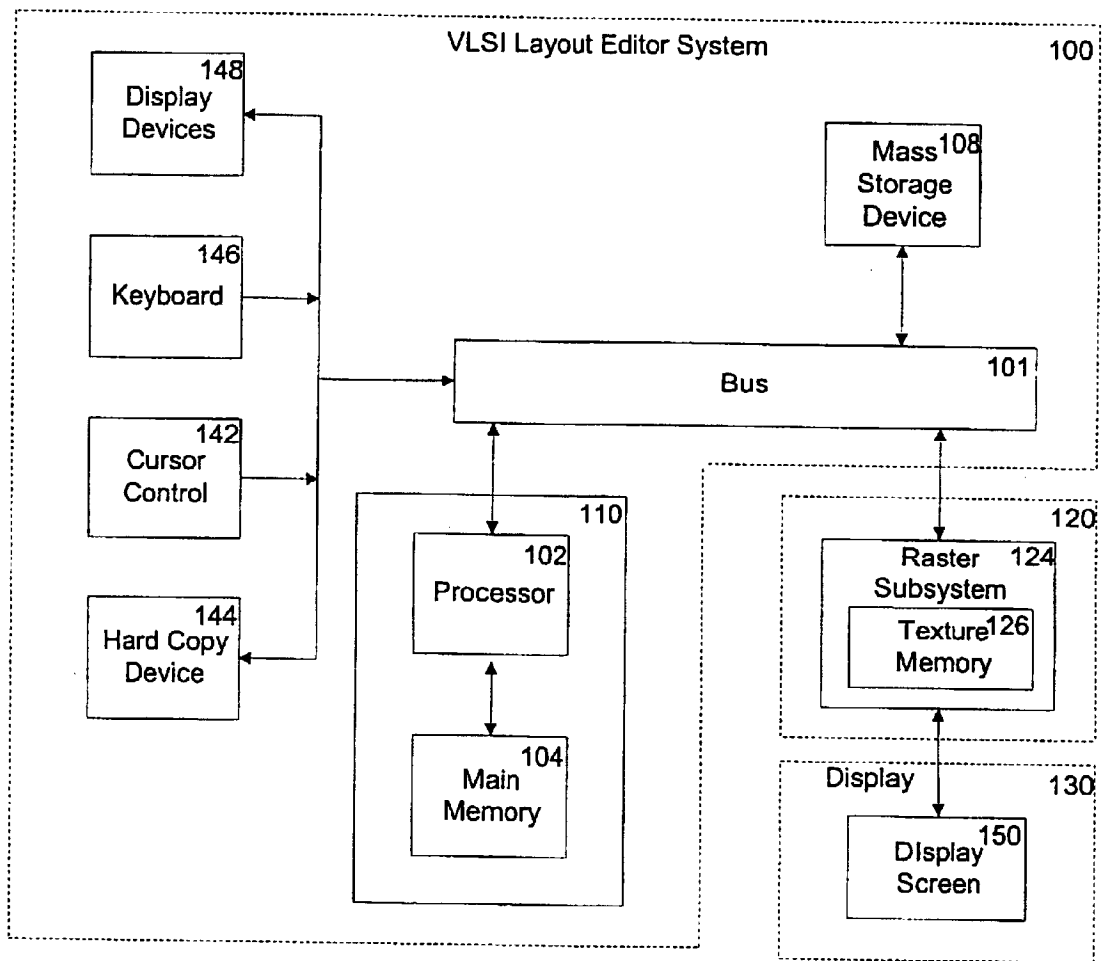 VLSI Layout Editor System
100
148
Display
Devices
108
Mass
Storage
Device
146
Keyboard
101
Bus
142
Cursor
Control
110
120
102
Processor
124
Raster
Subsystem
126
Texture
Memory
144
Hard Copy
Device
104
Main
Memory
Display
130
150
DIsplay
Screen